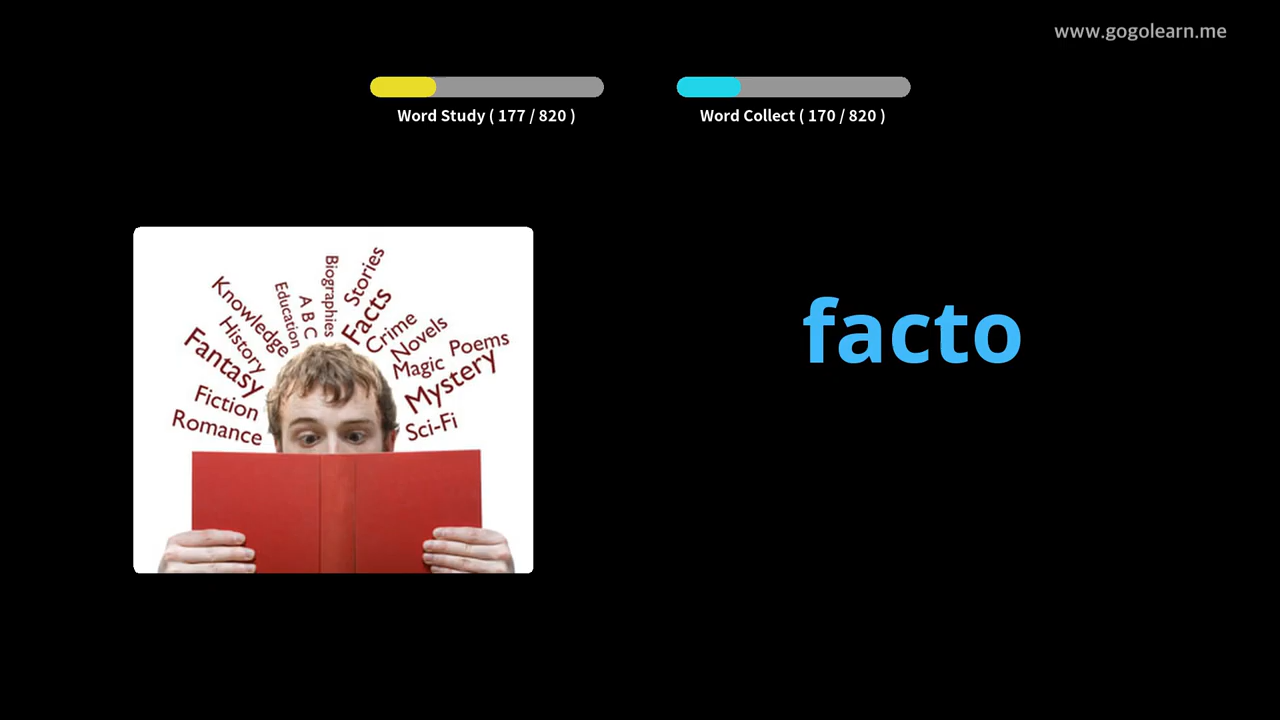 www.gogolearn.me
Word Study ( 177 / 820 )
Word Collect ( 170 / 820 )
facto
Romance
Fiction
Fantasy
History
Knowledge
Education
A B C
Biographies
Stories
Facts
Crime
Novels
Magic
Poems
Mystery
Sci-Fi